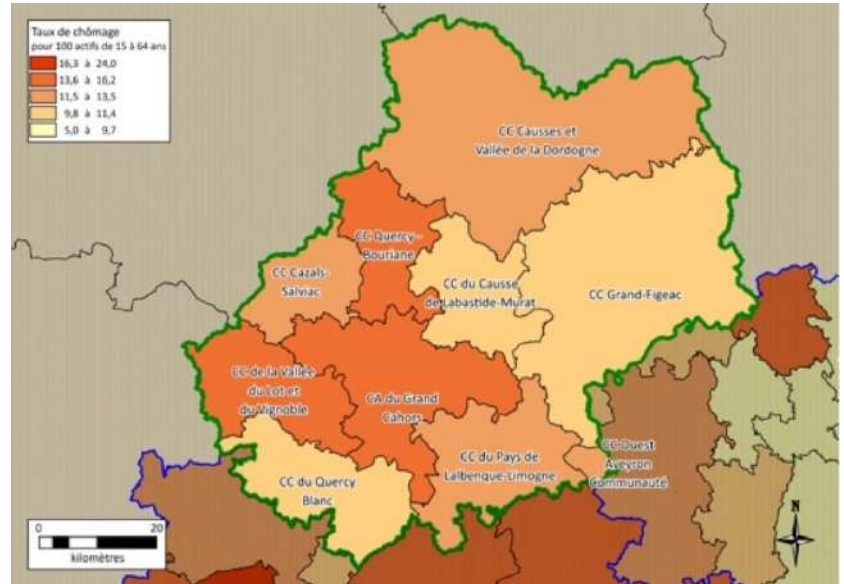 Taux de chômage
pour 100 actifs de 15 à 64 ans
16,3 à 24,0
13,6 à 16,2
11,5 à 13,5
9,8 à 11,4
5,0 à 9,7
CC Causses et
Vallée de la Dordogne
CC Quercy -
Bouriane
CC Cazals-
Salviac
CC du Causse
de Labastide-Murat
CC Grand-Figeac
CC de la Vallée
du Lot et
du Vignoble
CA du Grand
Cahors
CC du Pays de
Lalbenque-Limogne
CC Ouest
Aveyron
Communauté
CC du Quercy
Blanc
N
0 20
kilomètres